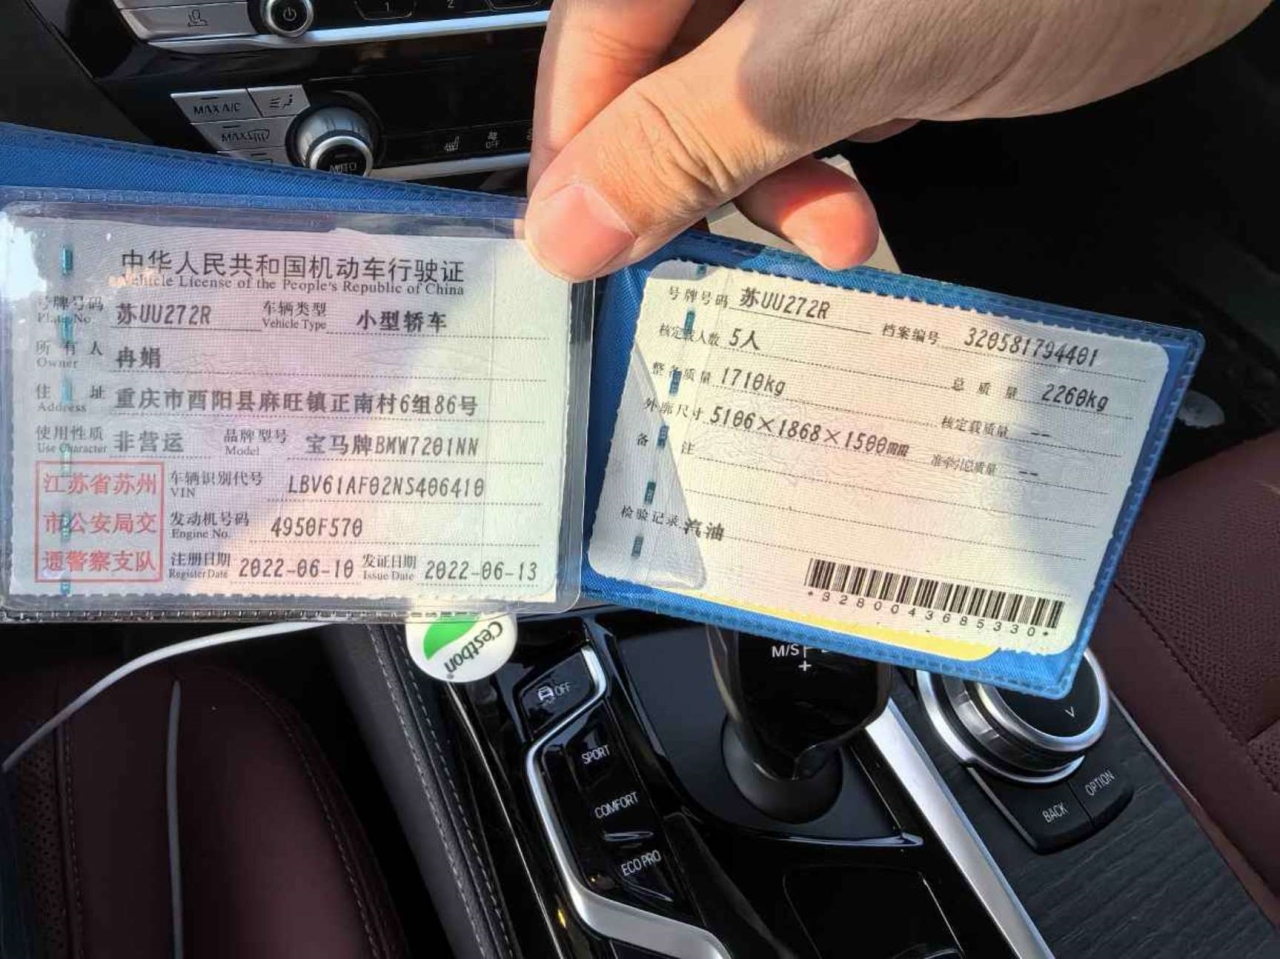 1 2
MAX A/C
MAX
AUTO
OFF
中华人民共和国机动车行驶证
Vehicle License of the People's Republic of China
号牌号码 苏UU272R 车辆类型 小型轿车
Plate No. Vehicle Type
所有人 冉娟
Owner
住址 重庆市酉阳县麻旺镇正南村6组86号
Address
使用性质 非营运 品牌型号 宝马牌BMW7201NN
Use Character Model
江苏省苏州
市公安局交
通警察支队
车辆识别代号 LBV61AF02NS406410
VIN
发动机号码 4950F570
Engine No.
注册日期 2022-06-10 发证日期 2022-06-13
Register Date Issue Date
号牌号码 苏UU272R 档案编号 320581794401
核定载人数 5人
整备质量 1710kg 总质量 2260kg
外廓尺寸 5106×1868×1500mm 核定载质量 --
备注 准牵引总质量 --
检验记录 汽油
*3280043685330*
Cestbon
M/S
+
OFF
SPORT
COMFORT
ECO PRO
BACK
OPTION